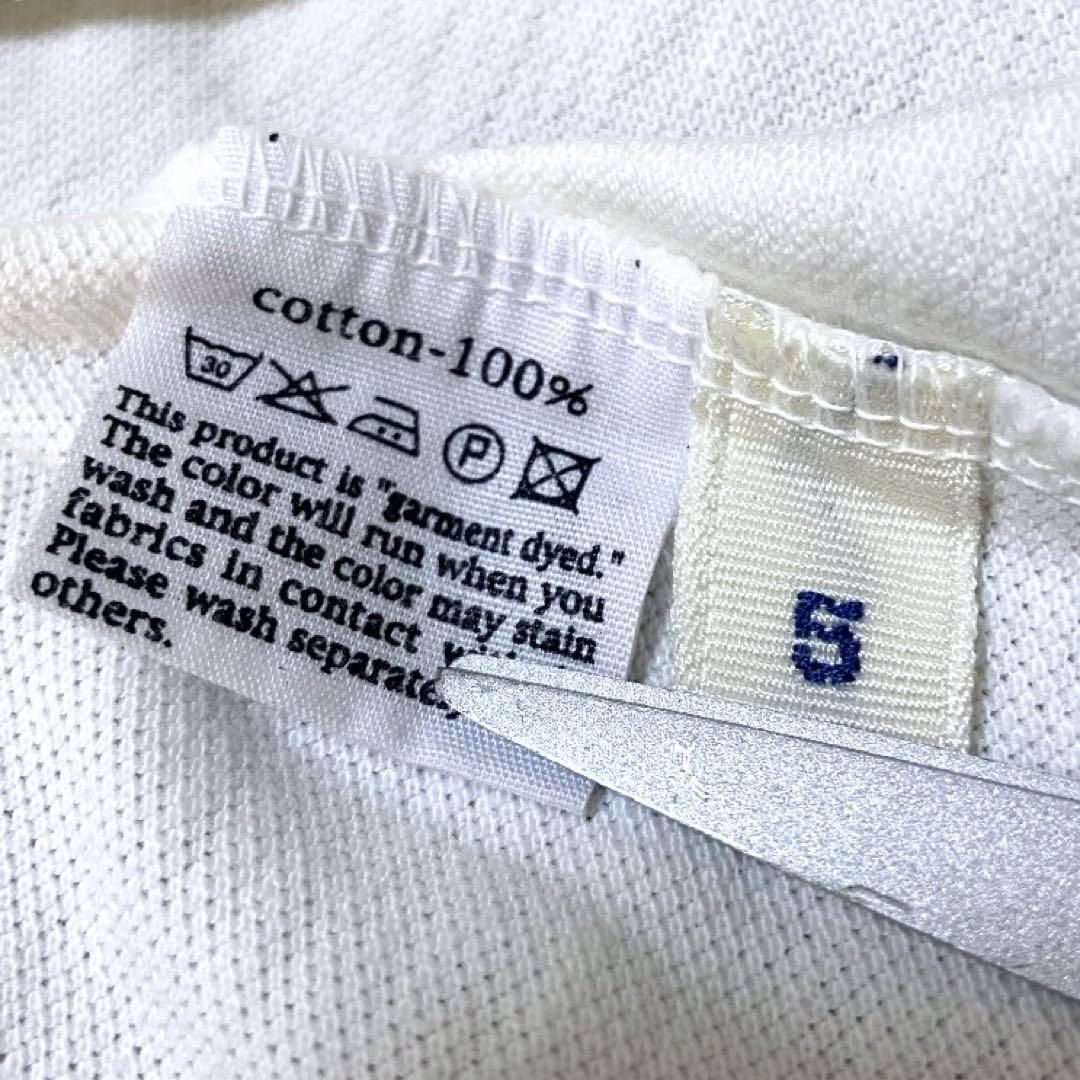 cotton-100%
30 P
This product is "garment dyed."
The color will run when you
wash and the color may stain
fabrics in contact
Please wash separately
others.
5